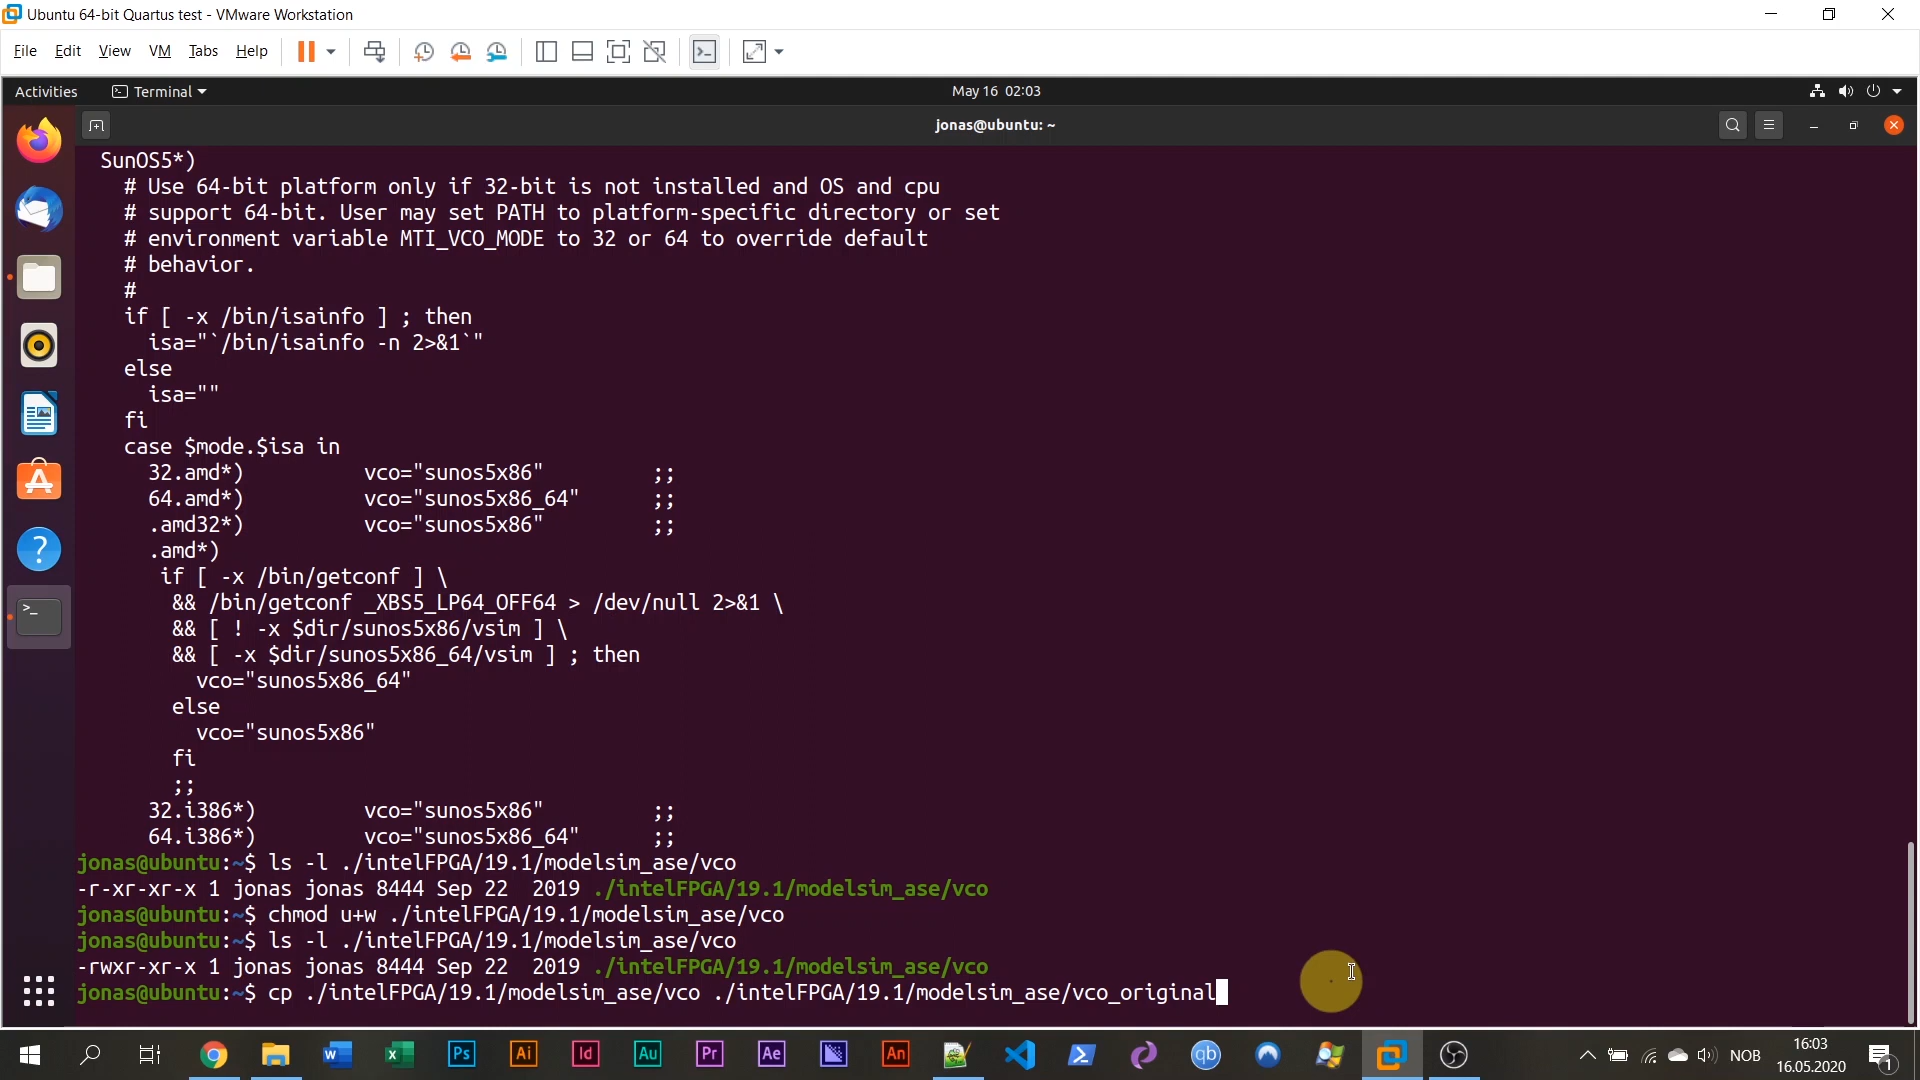 Ubuntu 64-bit Quartus test - VMware Workstation
File Edit View VM Tabs Help
Activities Terminal May 16 02:03
jonas@ubuntu: ~
SunOS5*)
# Use 64-bit platform only if 32-bit is not installed and OS and cpu
# support 64-bit. User may set PATH to platform-specific directory or set
# environment variable MTI_VCO_MODE to 32 or 64 to override default
# behavior.
#
if [ -x /bin/isainfo ] ; then
isa="`/bin/isainfo -n 2>&1`"
else
isa=""
fi
case $mode.$isa in
32.amd*) vco="sunos5x86" ;;
64.amd*) vco="sunos5x86_64" ;;
.amd32*) vco="sunos5x86" ;;
.amd*)
if [ -x /bin/getconf ] \
&& /bin/getconf _XBS5_LP64_OFF64 > /dev/null 2>&1 \
&& [ ! -x $dir/sunos5x86/vsim ] \
&& [ -x $dir/sunos5x86_64/vsim ] ; then
vco="sunos5x86_64"
else
vco="sunos5x86"
fi
;;
32.i386*) vco="sunos5x86" ;;
64.i386*) vco="sunos5x86_64" ;;
jonas@ubuntu:~$ ls -l ./intelFPGA/19.1/modelsim_ase/vco
-r-xr-xr-x 1 jonas jonas 8444 Sep 22  2019 ./intelFPGA/19.1/modelsim_ase/vco
jonas@ubuntu:~$ chmod u+w ./intelFPGA/19.1/modelsim_ase/vco
jonas@ubuntu:~$ ls -l ./intelFPGA/19.1/modelsim_ase/vco
-rwxr-xr-x 1 jonas jonas 8444 Sep 22  2019 ./intelFPGA/19.1/modelsim_ase/vco
jonas@ubuntu:~$ cp ./intelFPGA/19.1/modelsim_ase/vco ./intelFPGA/19.1/modelsim_ase/vco_original
Ps Ai Id Au Pr Ae An qb NOB 16:03
16.05.2020 1